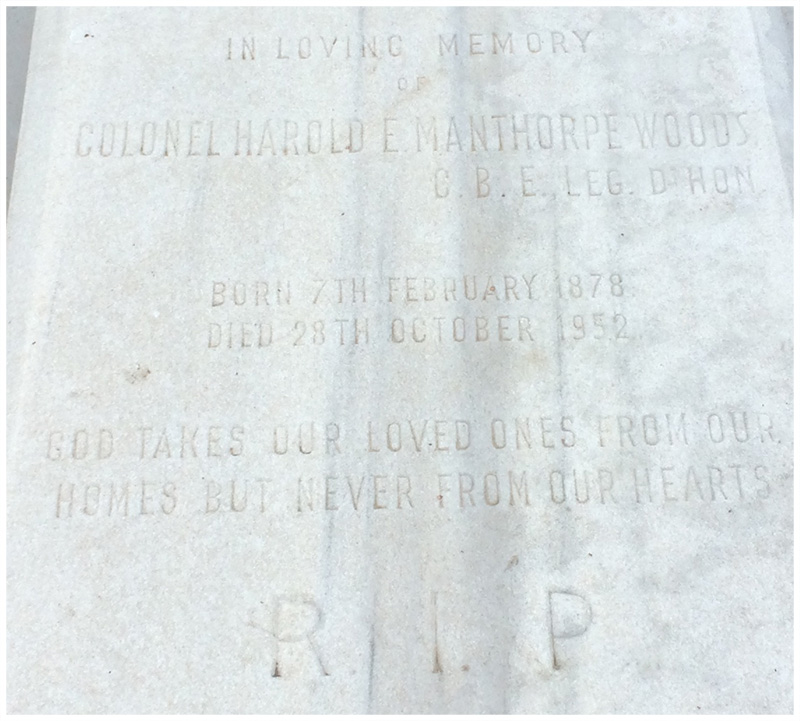 IN LOVING MEMORY
OF
COLONEL HAROLD E. MANTHORPE WOODS
C. B. E. LEG. D'HON.
BORN 7TH FEBRUARY 1878.
DIED 28TH OCTOBER 1952.
GOD TAKES OUR LOVED ONES FROM OUR
HOMES BUT NEVER FROM OUR HEARTS
R I P